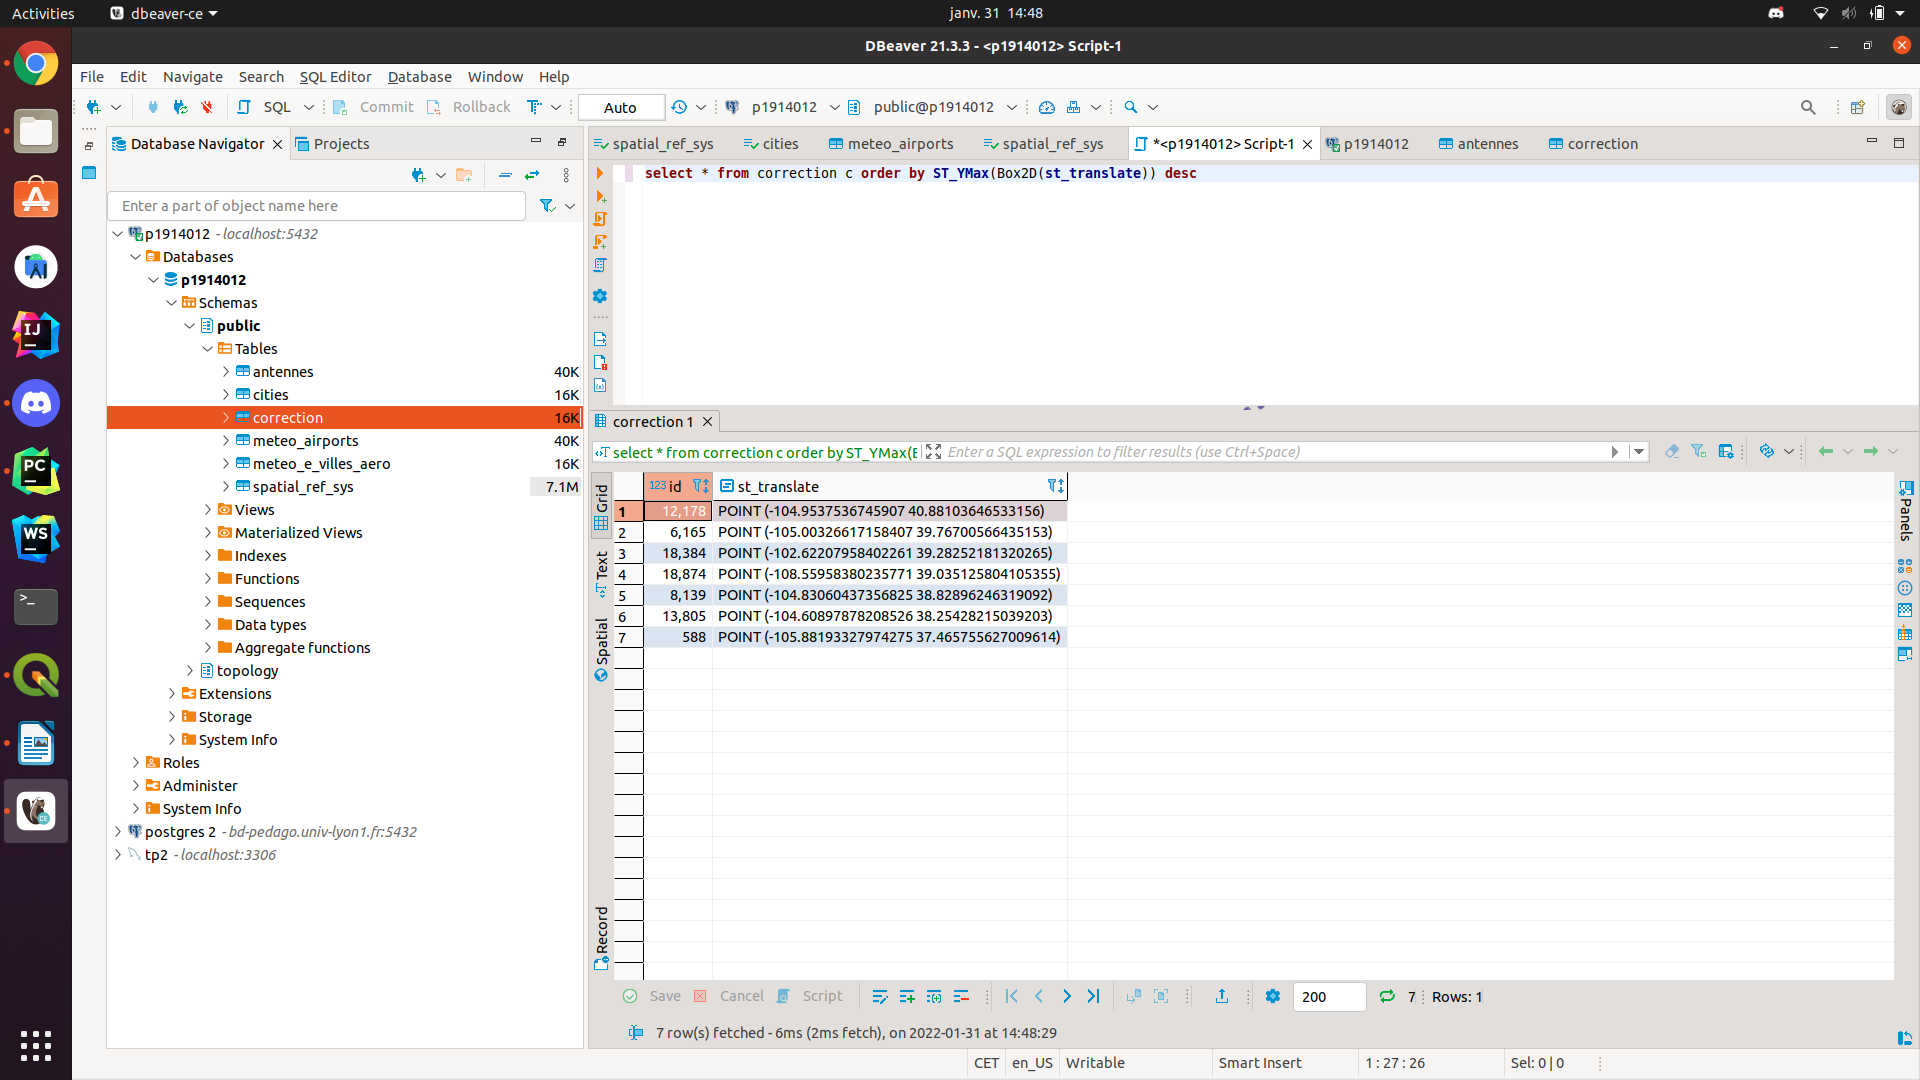 Activities
dbeaver-ce
janv. 31 14:48
DBeaver 21.3.3 - <p1914012> Script-1
File Edit Navigate Search SQL Editor Database Window Help
SQL Commit Rollback Auto p1914012 public@p1914012
Database Navigator Projects
spatial_ref_sys cities meteo_airports spatial_ref_sys *<p1914012> Script-1 p1914012 antennes correction
select * from correction c order by ST_YMax(Box2D(st_translate)) desc
Enter a part of object name here
p1914012 - localhost:5432
Databases
p1914012
Schemas
public
Tables
antennes 40K
cities 16K
correction 16K
meteo_airports 40K
meteo_e_villes_aero 16K
spatial_ref_sys 7.1M
Views
Materialized Views
Indexes
Functions
Sequences
Data types
Aggregate functions
topology
Extensions
Storage
System Info
Roles
Administer
System Info
postgres 2 - bd-pedago.univ-lyon1.fr:5432
tp2 - localhost:3306
correction 1
select * from correction c order by ST_YMax(E
Enter a SQL expression to filter results (use Ctrl+Space)
Grid
Text
Spatial
Record
Panels
123 id st_translate
1 12,178 POINT (-104.9537536745907 40.88103646533156)
2 6,165 POINT (-105.00326617158407 39.76700566435153)
3 18,384 POINT (-102.62207958402261 39.28252181320265)
4 18,874 POINT (-108.55958380235771 39.035125804105355)
5 8,139 POINT (-104.83060437356825 38.82896246319092)
6 13,805 POINT (-104.60897878208526 38.25428215039203)
7 588 POINT (-105.88193327974275 37.465755627009614)
Save Cancel Script 200 7 Rows: 1
7 row(s) fetched - 6ms (2ms fetch), on 2022-01-31 at 14:48:29
CET en_US Writable Smart Insert 1 : 27 : 26 Sel: 0 | 0